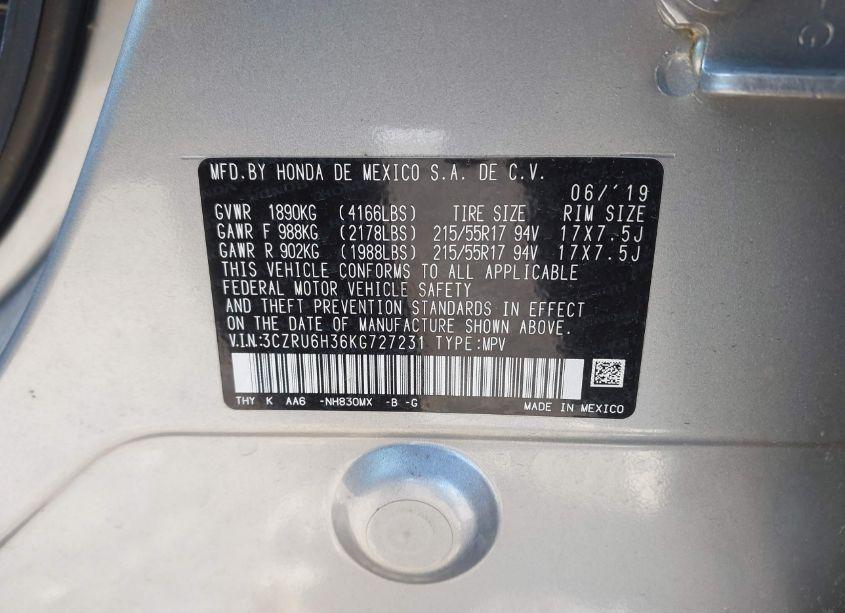 MFD.BY HONDA DE MEXICO S.A. DE C.V.
06/'19
GVWR 1890KG (4166LBS) TIRE SIZE RIM SIZE
GAWR F 988KG (2178LBS) 215/55R17 94V 17X7.5J
GAWR R 902KG (1988LBS) 215/55R17 94V 17X7.5J
THIS VEHICLE CONFORMS TO ALL APPLICABLE
FEDERAL MOTOR VEHICLE SAFETY
AND THEFT PREVENTION STANDARDS IN EFFECT
ON THE DATE OF MANUFACTURE SHOWN ABOVE.
V.I.N:3CZRU6H36KG727231 TYPE:MPV
THY K AA6 -NH830MX -B -G
MADE IN MEXICO